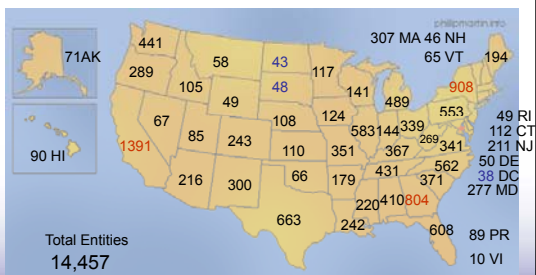 philipmartin.info
307 MA 46 NH
65 VT
194
441
71AK
58
43
117
289
105
48
141
489
908
49
553
49 RI
67
108
124
112 CT
85
243
583
144
339
269
341
211 NJ
1391
110
351
367
50 DE
90 HI
562
38 DC
431
66
179
371
277 MD
216
300
220
410
804
663
242
608
89 PR
Total Entities
10 VI
14,457